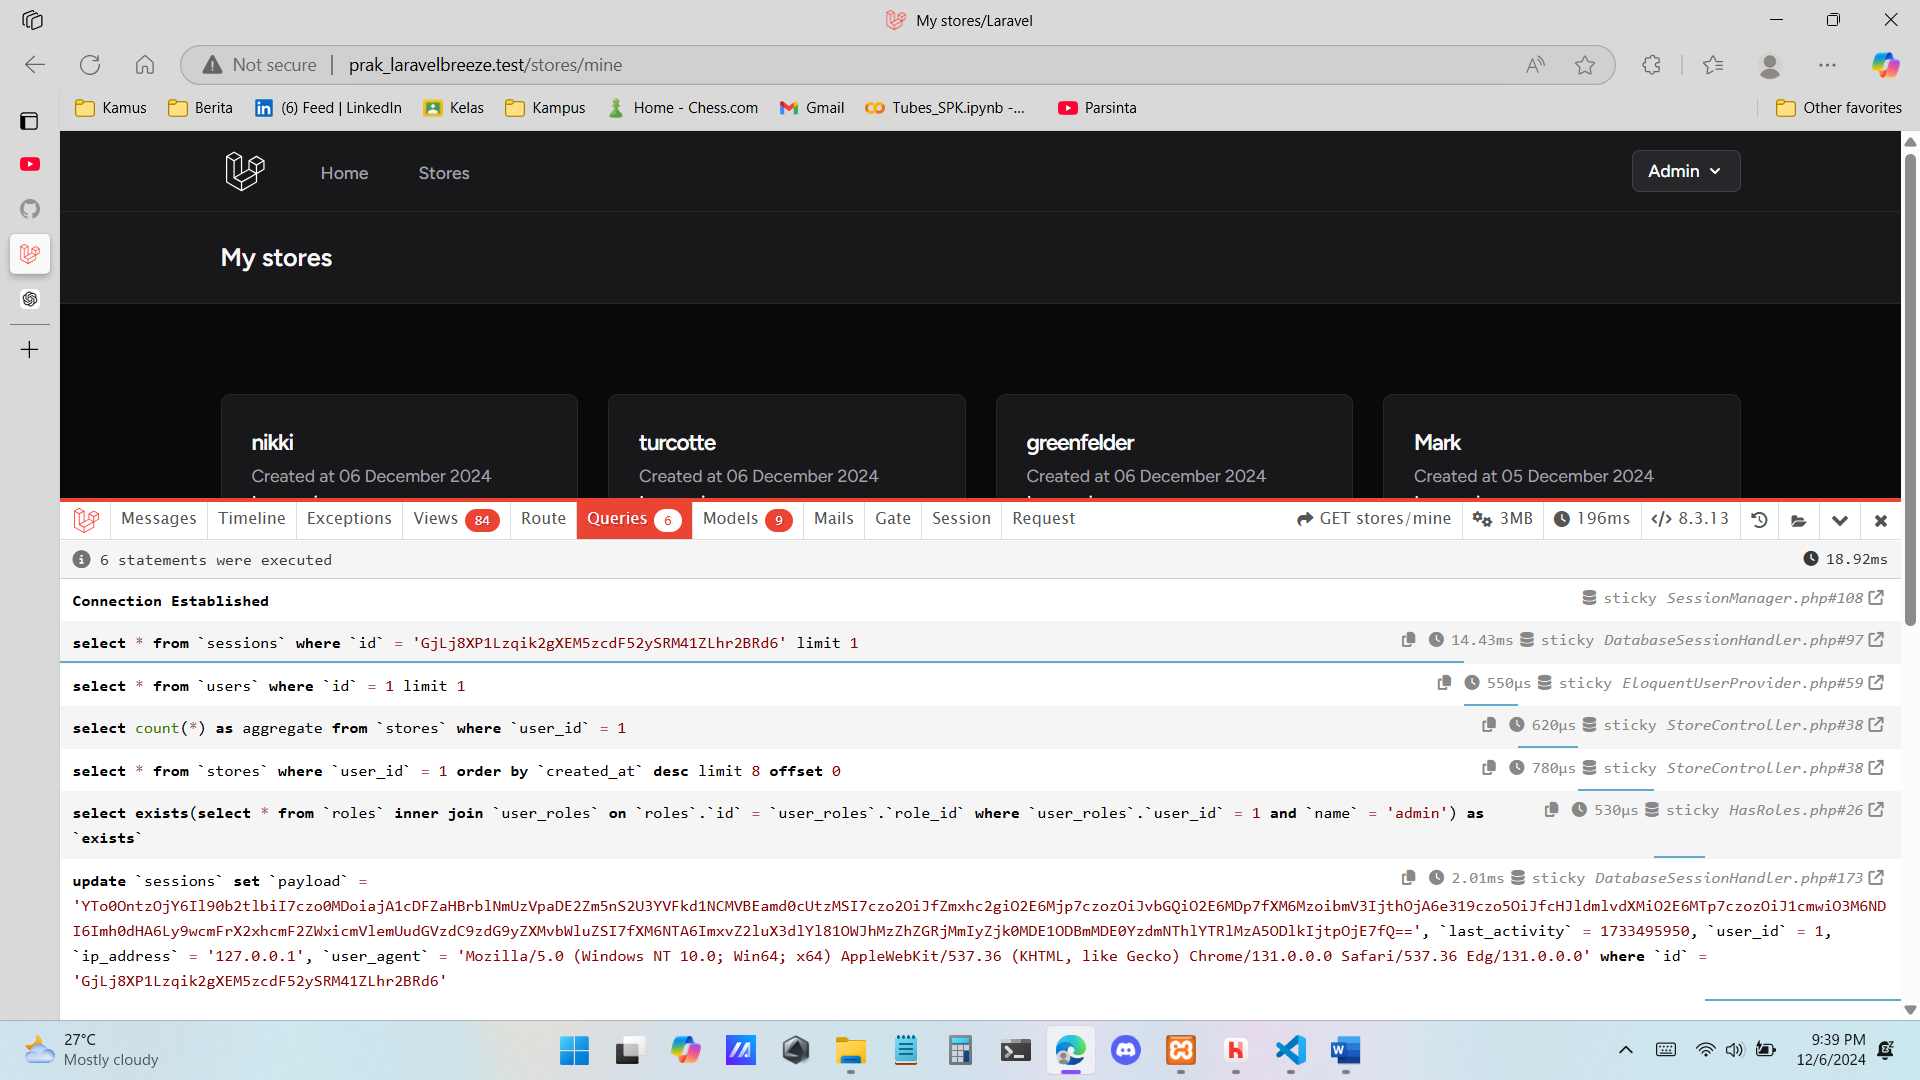 My stores/Laravel
Not secure prak_laravelbreeze.test/stores/mine
Kamus Berita (6) Feed | LinkedIn Kelas Kampus Home - Chess.com Gmail Tubes_SPK.ipynb -... Parsinta Other favorites
Home Stores Admin
My stores
nikki
Created at 06 December 2024
turcotte
Created at 06 December 2024
greenfelder
Created at 06 December 2024
Mark
Created at 05 December 2024
Messages Timeline Exceptions Views 84 Route Queries 6 Models 9 Mails Gate Session Request GET stores/mine 3MB 196ms 8.3.13
6 statements were executed 18.92ms
Connection Established sticky SessionManager.php#108
select * from `sessions` where `id` = 'GjLj8XP1Lzqik2gXEM5zcdF52ySRM41ZLhr2BRd6' limit 1 14.43ms sticky DatabaseSessionHandler.php#97
select * from `users` where `id` = 1 limit 1 550μs sticky EloquentUserProvider.php#59
select count(*) as aggregate from `stores` where `user_id` = 1 620μs sticky StoreController.php#38
select * from `stores` where `user_id` = 1 order by `created_at` desc limit 8 offset 0 780μs sticky StoreController.php#38
select exists(select * from `roles` inner join `user_roles` on `roles`.`id` = `user_roles`.`role_id` where `user_roles`.`user_id` = 1 and `name` = 'admin') as 530μs sticky HasRoles.php#26
`exists`
update `sessions` set `payload` = 2.01ms sticky DatabaseSessionHandler.php#173
`last_activity` = 1733495950, `user_id` = 1,
`ip_address` = '127.0.0.1', `user_agent` = 'Mozilla/5.0 (Windows NT 10.0; Win64; x64) AppleWebKit/537.36 (KHTML, like Gecko) Chrome/131.0.0.0 Safari/537.36 Edg/131.0.0.0' where `id` =
'GjLj8XP1Lzqik2gXEM5zcdF52ySRM41ZLhr2BRd6'
27°C
Mostly cloudy
9:39 PM
12/6/2024